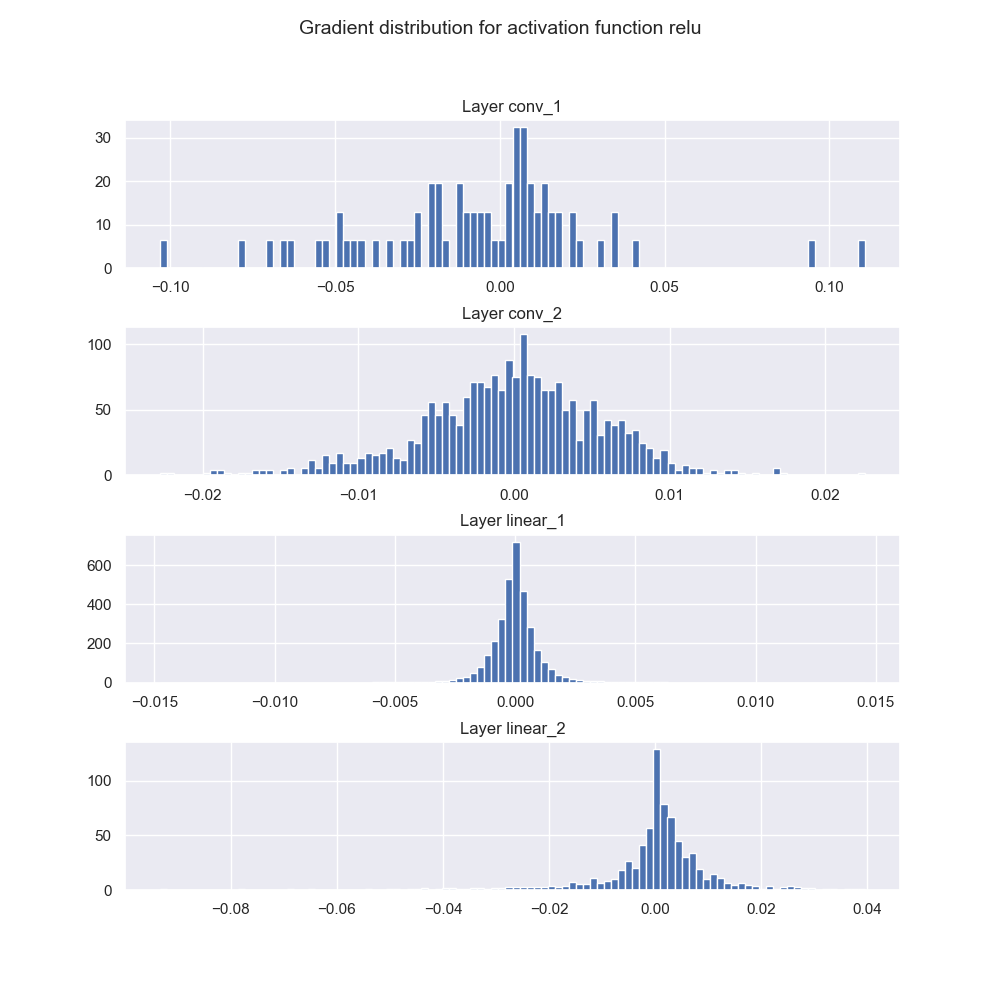 Gradient distribution for activation function relu
Layer conv_1
30
20
10
0
−0.10 −0.05 0.00 0.05 0.10
Layer conv_2
100
50
0
−0.02 −0.01 0.00 0.01 0.02
Layer linear_1
600
400
200
0
−0.015 −0.010 −0.005 0.000 0.005 0.010 0.015
Layer linear_2
100
50
0
−0.08 −0.06 −0.04 −0.02 0.00 0.02 0.04